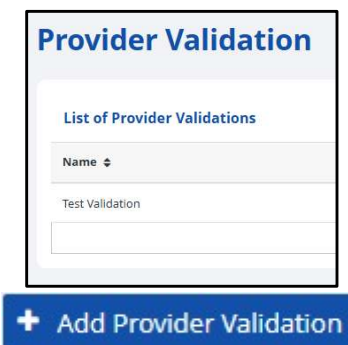 Provider Validation
List of Provider Validations
Name
Test Validation
+ Add Provider Validation